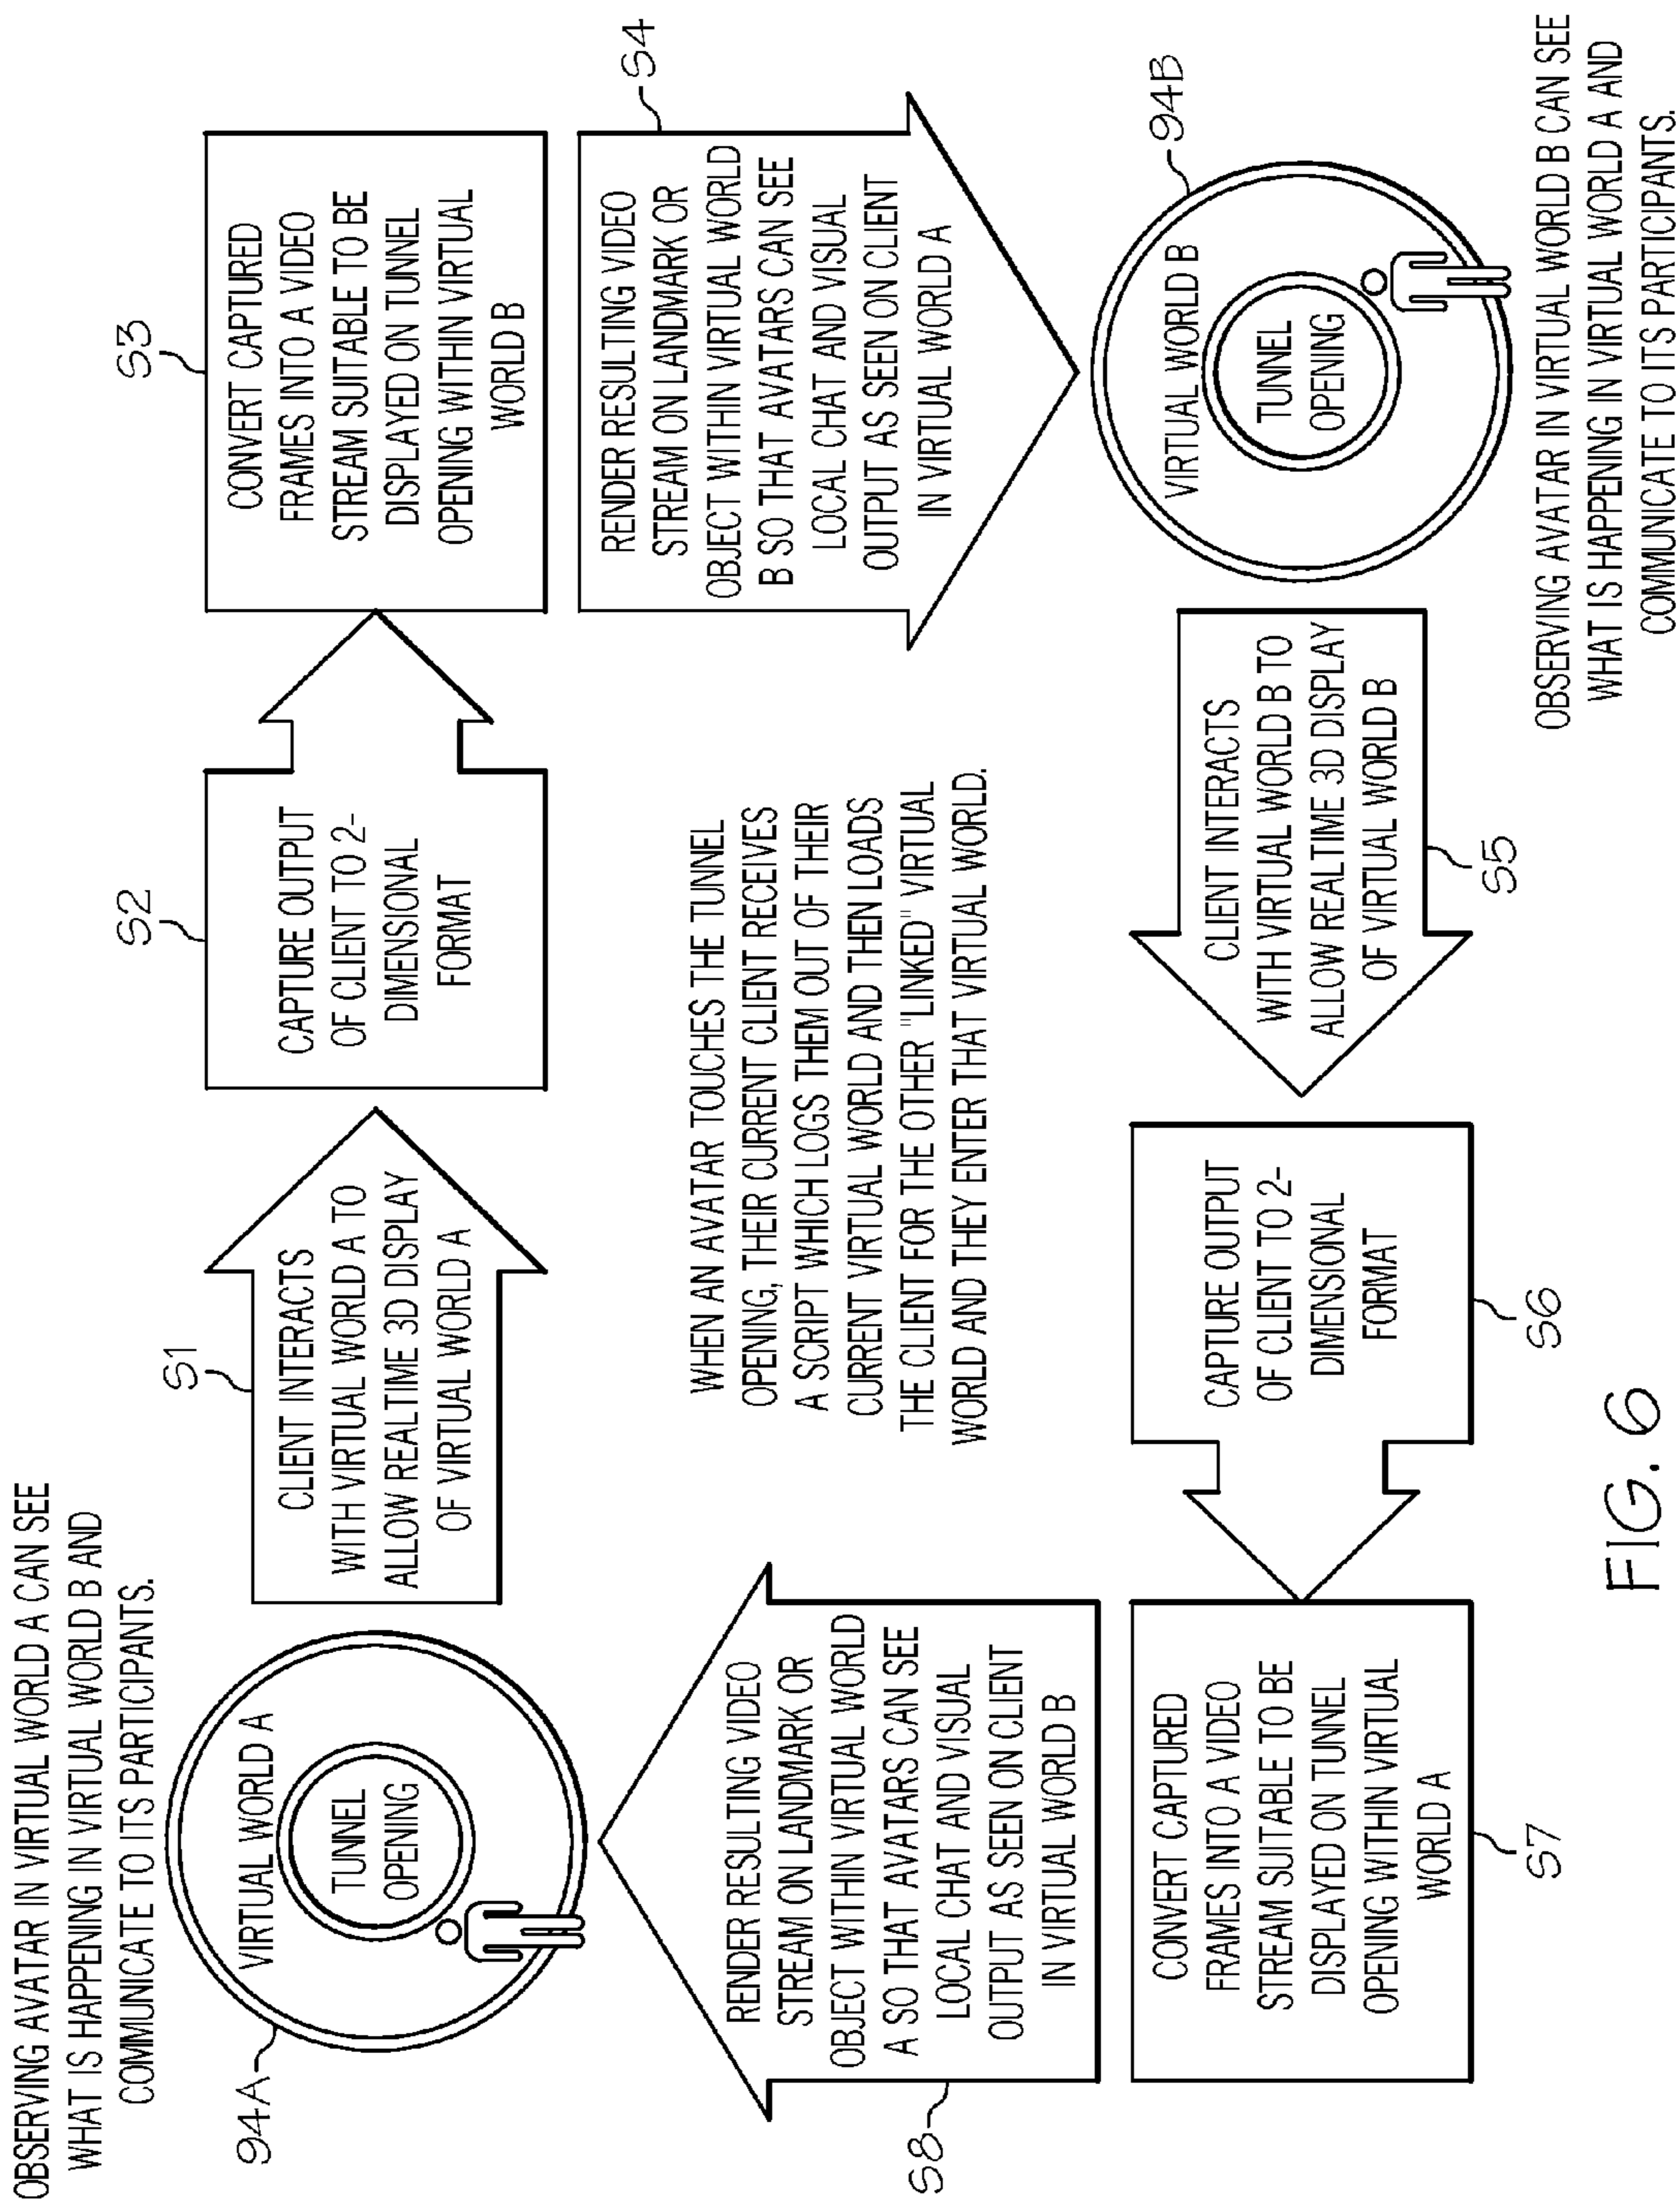 OBSERVING AVATAR IN VIRTUAL WORLD A CAN SEE
WHAT IS HAPPENING IN VIRTUAL WORLD B AND
COMMUNICATE TO ITS PARTICIPANTS.
94A
VIRTUAL WORLD A
TUNNEL
OPENING
S1
CLIENT INTERACTS
WITH VIRTUAL WORLD A TO
ALLOW REALTIME 3D DISPLAY
OF VIRTUAL WORLD A
S2
CAPTURE OUTPUT
OF CLIENT TO 2-
DIMENSIONAL
FORMAT
S3
CONVERT CAPTURED
FRAMES INTO A VIDEO
STREAM SUITABLE TO BE
DISPLAYED ON TUNNEL
OPENING WITHIN VIRTUAL
WORLD B
S4
RENDER RESULTING VIDEO
STREAM ON LANDMARK OR
OBJECT WITHIN VIRTUAL WORLD
B SO THAT AVATARS CAN SEE
LOCAL CHAT AND VISUAL
OUTPUT AS SEEN ON CLIENT
IN VIRTUAL WORLD A
WHEN AN AVATAR TOUCHES THE TUNNEL
OPENING, THEIR CURRENT CLIENT RECEIVES
A SCRIPT WHICH LOGS THEM OUT OF THEIR
CURRENT VIRTUAL WORLD AND THEN LOADS
THE CLIENT FOR THE OTHER "LINKED" VIRTUAL
WORLD AND THEY ENTER THAT VIRTUAL WORLD.
94B
VIRTUAL WORLD B
TUNNEL
OPENING
OBSERVING AVATAR IN VIRTUAL WORLD B CAN SEE
WHAT IS HAPPENING IN VIRTUAL WORLD A AND
COMMUNICATE TO ITS PARTICIPANTS.
CLIENT INTERACTS
WITH VIRTUAL WORLD B TO
ALLOW REALTIME 3D DISPLAY
OF VIRTUAL WORLD B
S5
CAPTURE OUTPUT
OF CLIENT TO 2-
DIMENSIONAL
FORMAT
S6
CONVERT CAPTURED
FRAMES INTO A VIDEO
STREAM SUITABLE TO BE
DISPLAYED ON TUNNEL
OPENING WITHIN VIRTUAL
WORLD A
S7
RENDER RESULTING VIDEO
STREAM ON LANDMARK OR
OBJECT WITHIN VIRTUAL WORLD
A SO THAT AVATARS CAN SEE
LOCAL CHAT AND VISUAL
OUTPUT AS SEEN ON CLIENT
IN VIRTUAL WORLD B
S8
FIG. 6